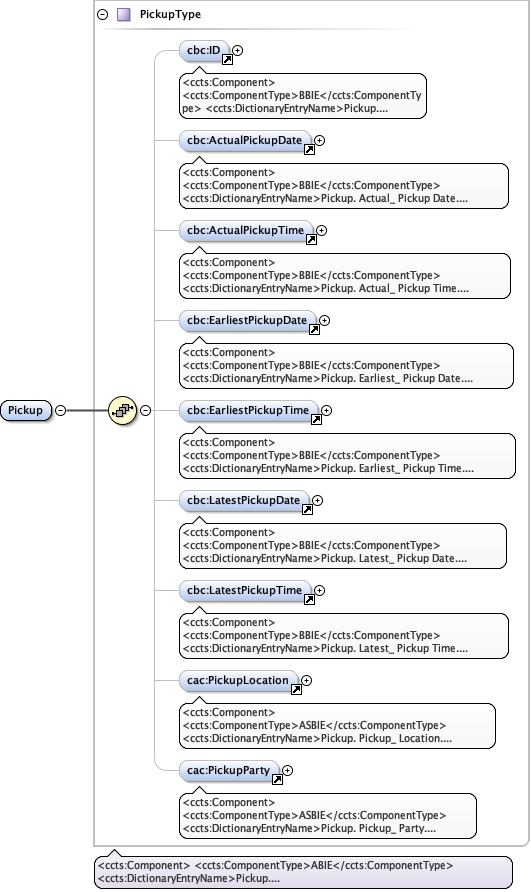 PickupType
cbc:ID
<ccts:Component>
<ccts:ComponentType>BBIE</ccts:ComponentTy
pe> <ccts:DictionaryEntryName>Pickup....
cbc:ActualPickupDate
<ccts:Component>
<ccts:ComponentType>BBIE</ccts:ComponentType>
<ccts:DictionaryEntryName>Pickup. Actual_ Pickup Date....
cbc:ActualPickupTime
<ccts:Component>
<ccts:ComponentType>BBIE</ccts:ComponentType>
<ccts:DictionaryEntryName>Pickup. Actual_ Pickup Time....
cbc:EarliestPickupDate
<ccts:Component>
<ccts:ComponentType>BBIE</ccts:ComponentType>
<ccts:DictionaryEntryName>Pickup. Earliest_ Pickup Date....
Pickup
cbc:EarliestPickupTime
<ccts:Component>
<ccts:ComponentType>BBIE</ccts:ComponentType>
<ccts:DictionaryEntryName>Pickup. Earliest_ Pickup Time....
cbc:LatestPickupDate
<ccts:Component>
<ccts:ComponentType>BBIE</ccts:ComponentType>
<ccts:DictionaryEntryName>Pickup. Latest_ Pickup Date....
cbc:LatestPickupTime
<ccts:Component>
<ccts:ComponentType>BBIE</ccts:ComponentType>
<ccts:DictionaryEntryName>Pickup. Latest_ Pickup Time....
cac:PickupLocation
<ccts:Component>
<ccts:ComponentType>ASBIE</ccts:ComponentType>
<ccts:DictionaryEntryName>Pickup. Pickup_ Location....
cac:PickupParty
<ccts:Component>
<ccts:ComponentType>ASBIE</ccts:ComponentType>
<ccts:DictionaryEntryName>Pickup. Pickup_ Party....
<ccts:Component> <ccts:ComponentType>ABIE</ccts:ComponentType>
<ccts:DictionaryEntryName>Pickup....